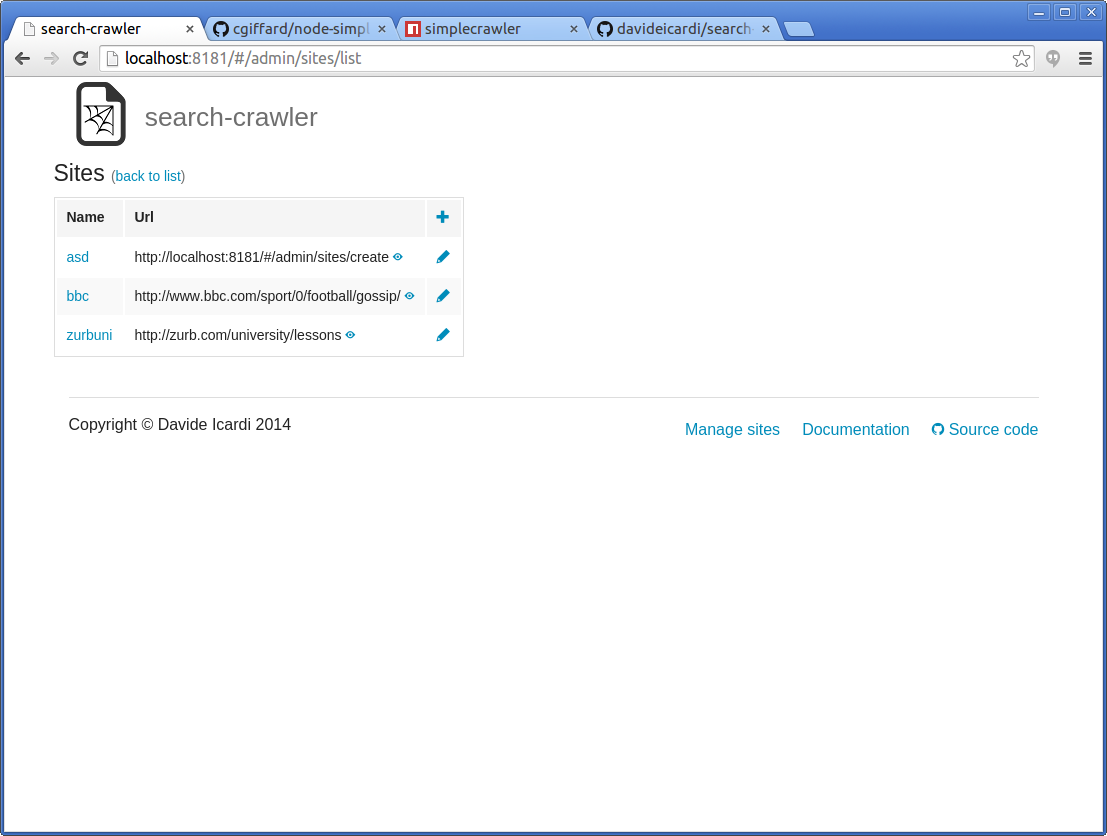 search-crawler
cgiffard/node-simpl
simplecrawler
davideicardi/search-
localhost:8181/#/admin/sites/list
search-crawler
Sites (back to list)
Name Url
asd http://localhost:8181/#/admin/sites/create
bbc http://www.bbc.com/sport/0/football/gossip/
zurbuni http://zurb.com/university/lessons
Copyright © Davide Icardi 2014
Manage sites Documentation Source code